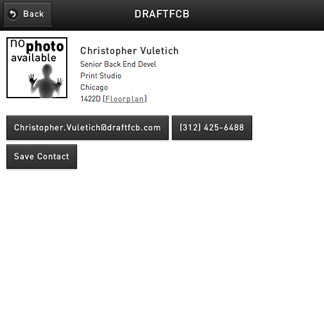 Back
DRAFTFCB
no photo
available
Christopher Vuletich
Senior Back End Devel
Print Studio
Chicago
1422D [Floorplan]
Christopher.Vuletich@draftfcb.com
(312) 425-6488
Save Contact